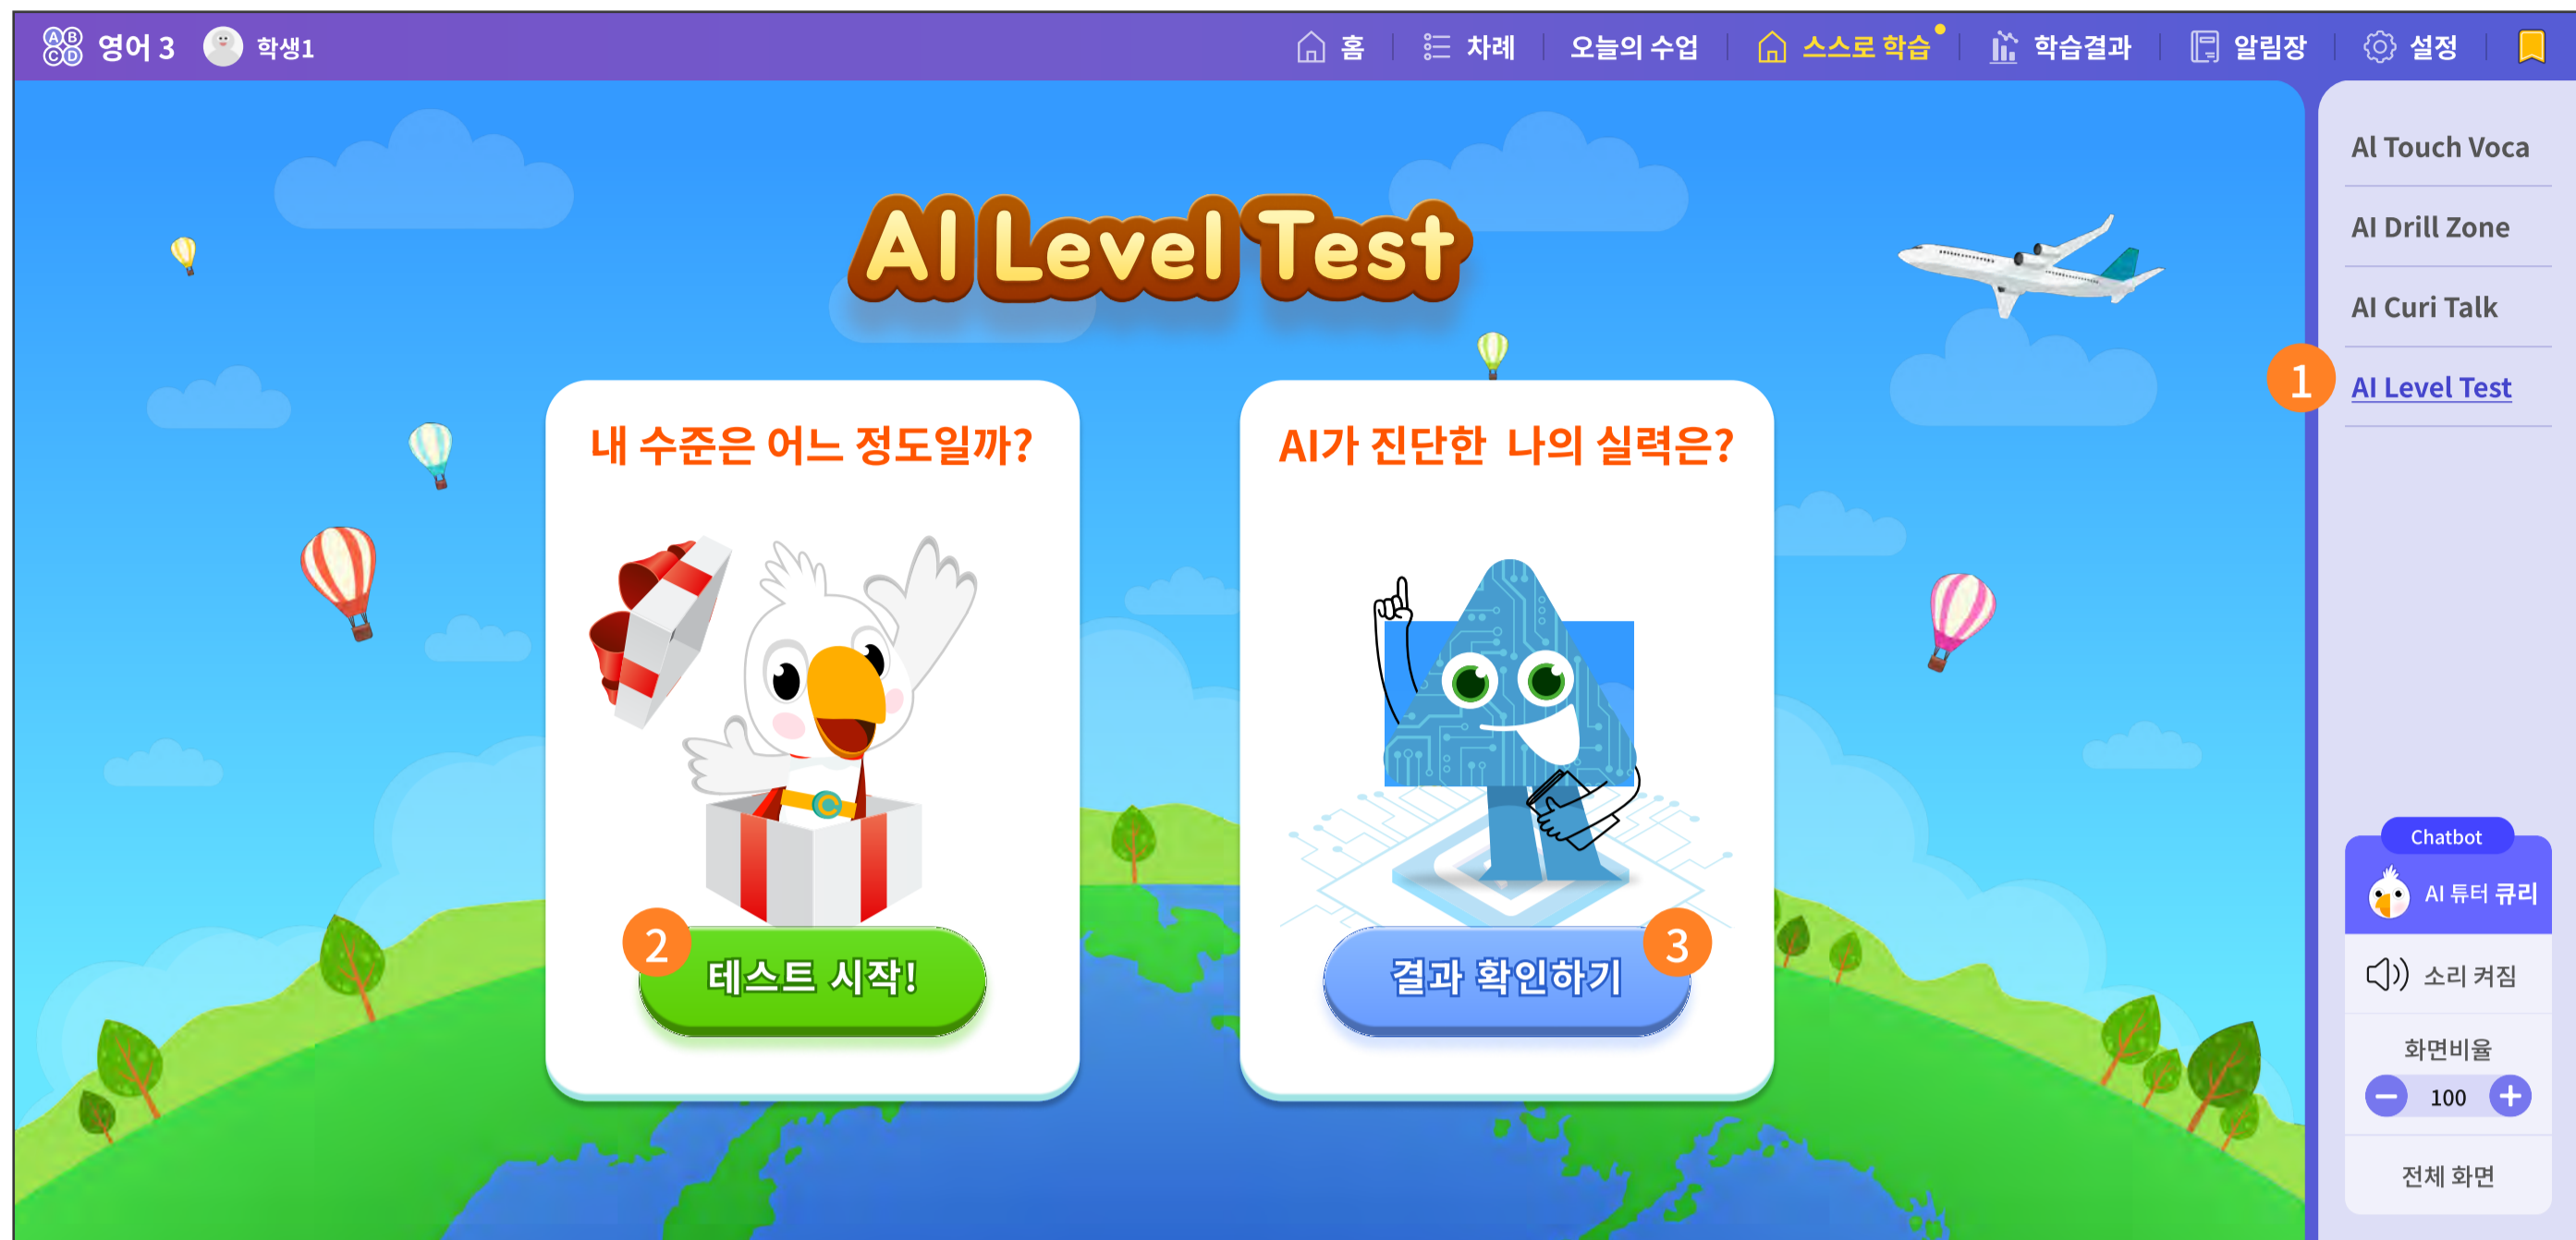 A B C D 영어 3 학생1 홈 차례 오늘의 수업 스스로 학습 학습결과 알림장 설정
AI Level Test
내 수준은 어느 정도일까?
C
2 테스트 시작!
AI가 진단한 나의 실력은?
결과 확인하기 3
AI Touch Voca
AI Drill Zone
AI Curi Talk
1 AI Level Test
Chatbot
AI 튜터 큐리
소리 켜짐
화면비율
− 100 +
전체 화면